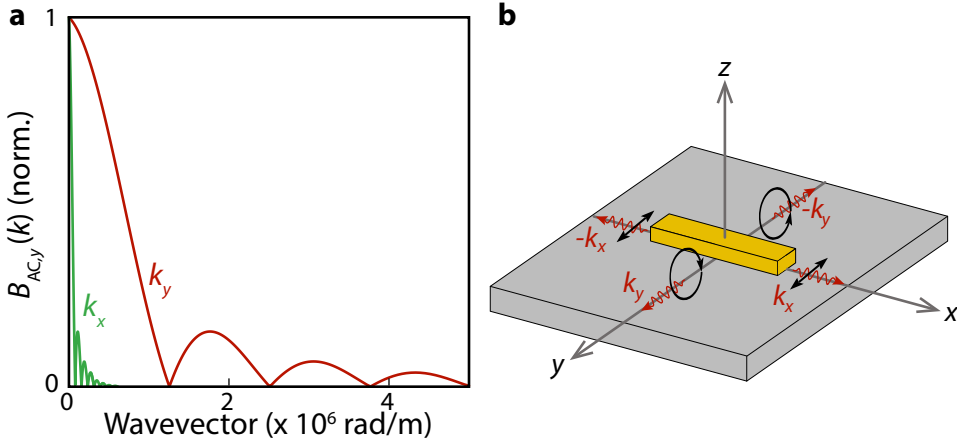 a
1
0
B_AC,y (k) (norm.)
k_x
k_y
0
2
4
Wavevector (x 10^6 rad/m)
b
z
-k_y
-k_x
k_y
k_x
x
y